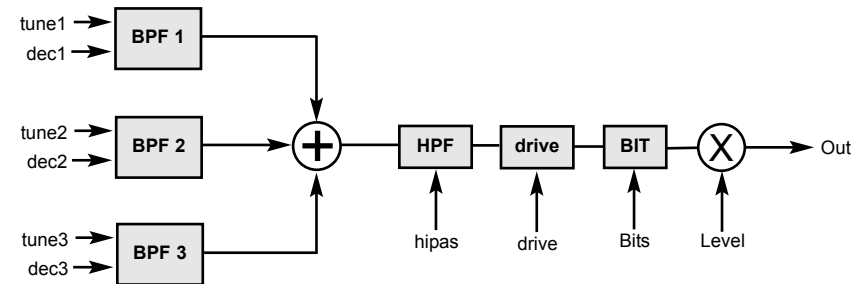 tune1
dec1
BPF 1
tune2
dec2
BPF 2
tune3
dec3
BPF 3
+
HPF
hipas
drive
drive
BIT
Bits
X
Level
Out